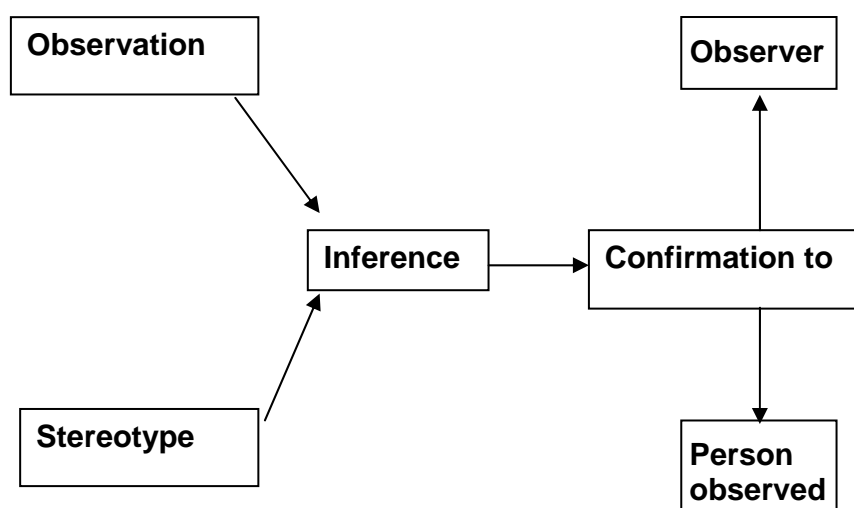 Observation
Observer
Inference
Confirmation to
Stereotype
Person
observed